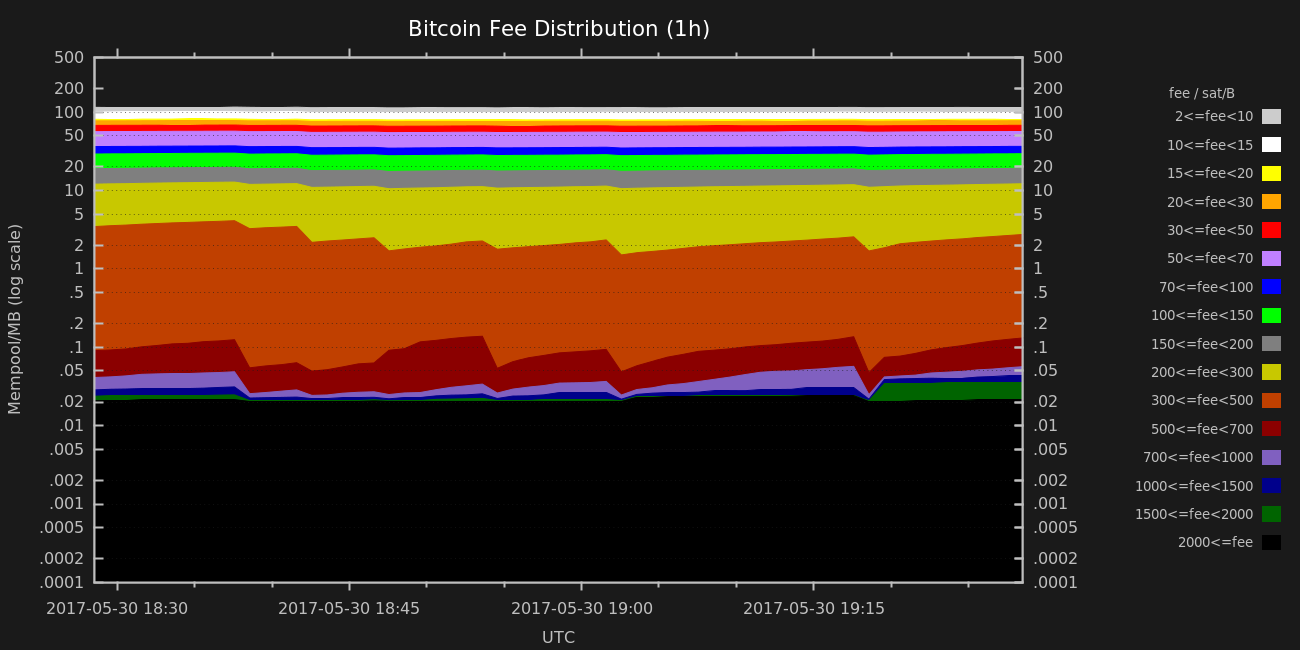 Bitcoin Fee Distribution (1h)
500
200
100
50
20
10
5
2
1
.5
.2
.1
.05
.02
.01
.005
.002
.001
.0005
.0002
.0001
Mempool/MB (log scale)
500
200
100
50
20
10
5
2
1
.5
.2
.1
.05
.02
.01
.005
.002
.001
.0005
.0002
.0001
2017-05-30 18:30 2017-05-30 18:45 2017-05-30 19:00 2017-05-30 19:15
UTC
fee / sat/B
2<=fee<10
10<=fee<15
15<=fee<20
20<=fee<30
30<=fee<50
50<=fee<70
70<=fee<100
100<=fee<150
150<=fee<200
200<=fee<300
300<=fee<500
500<=fee<700
700<=fee<1000
1000<=fee<1500
1500<=fee<2000
2000<=fee